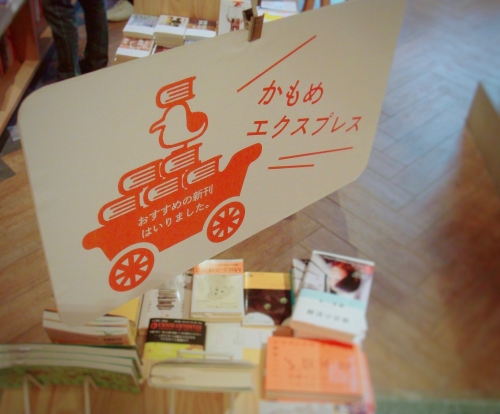 かもめ
エクスプレス
おすすめの新刊
はいりました。